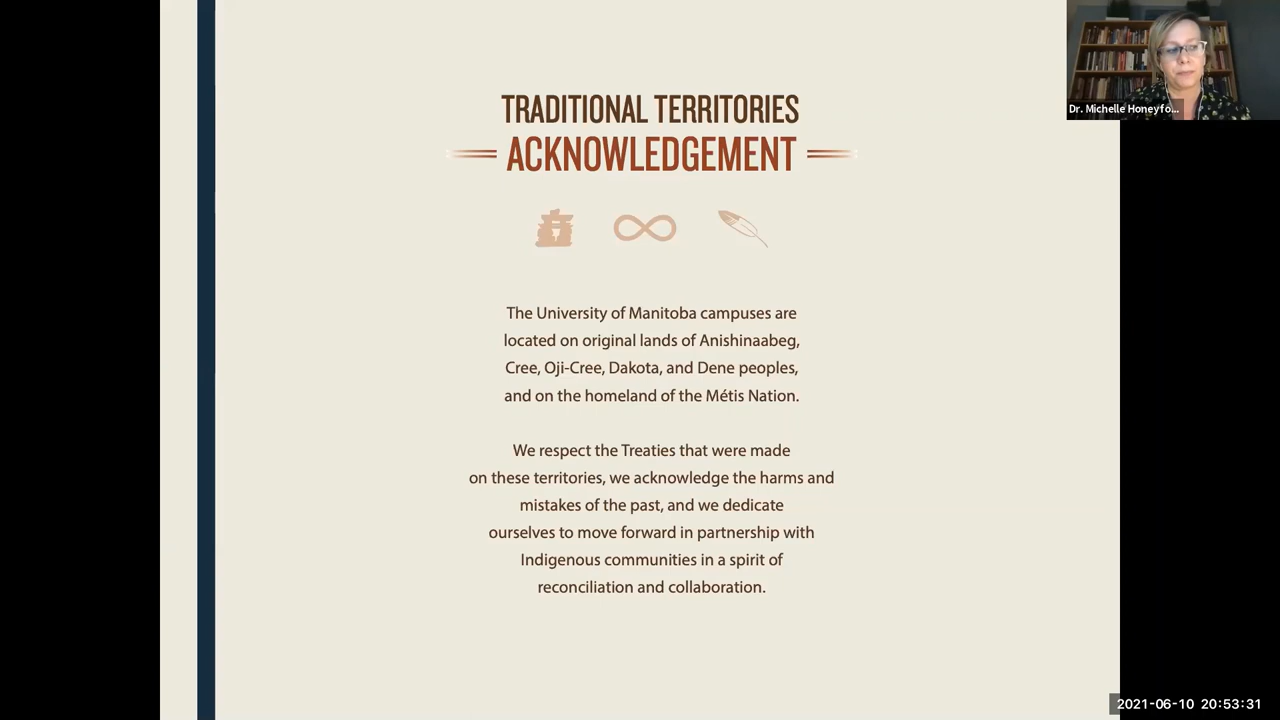 TRADITIONAL TERRITORIES
ACKNOWLEDGEMENT
Dr. Michelle Honeyfo...
The University of Manitoba campuses are
located on original lands of Anishinaabeg,
Cree, Oji-Cree, Dakota, and Dene peoples,
and on the homeland of the Métis Nation.
We respect the Treaties that were made
on these territories, we acknowledge the harms and
mistakes of the past, and we dedicate
ourselves to move forward in partnership with
Indigenous communities in a spirit of
reconciliation and collaboration.
2021-06-10 20:53:31